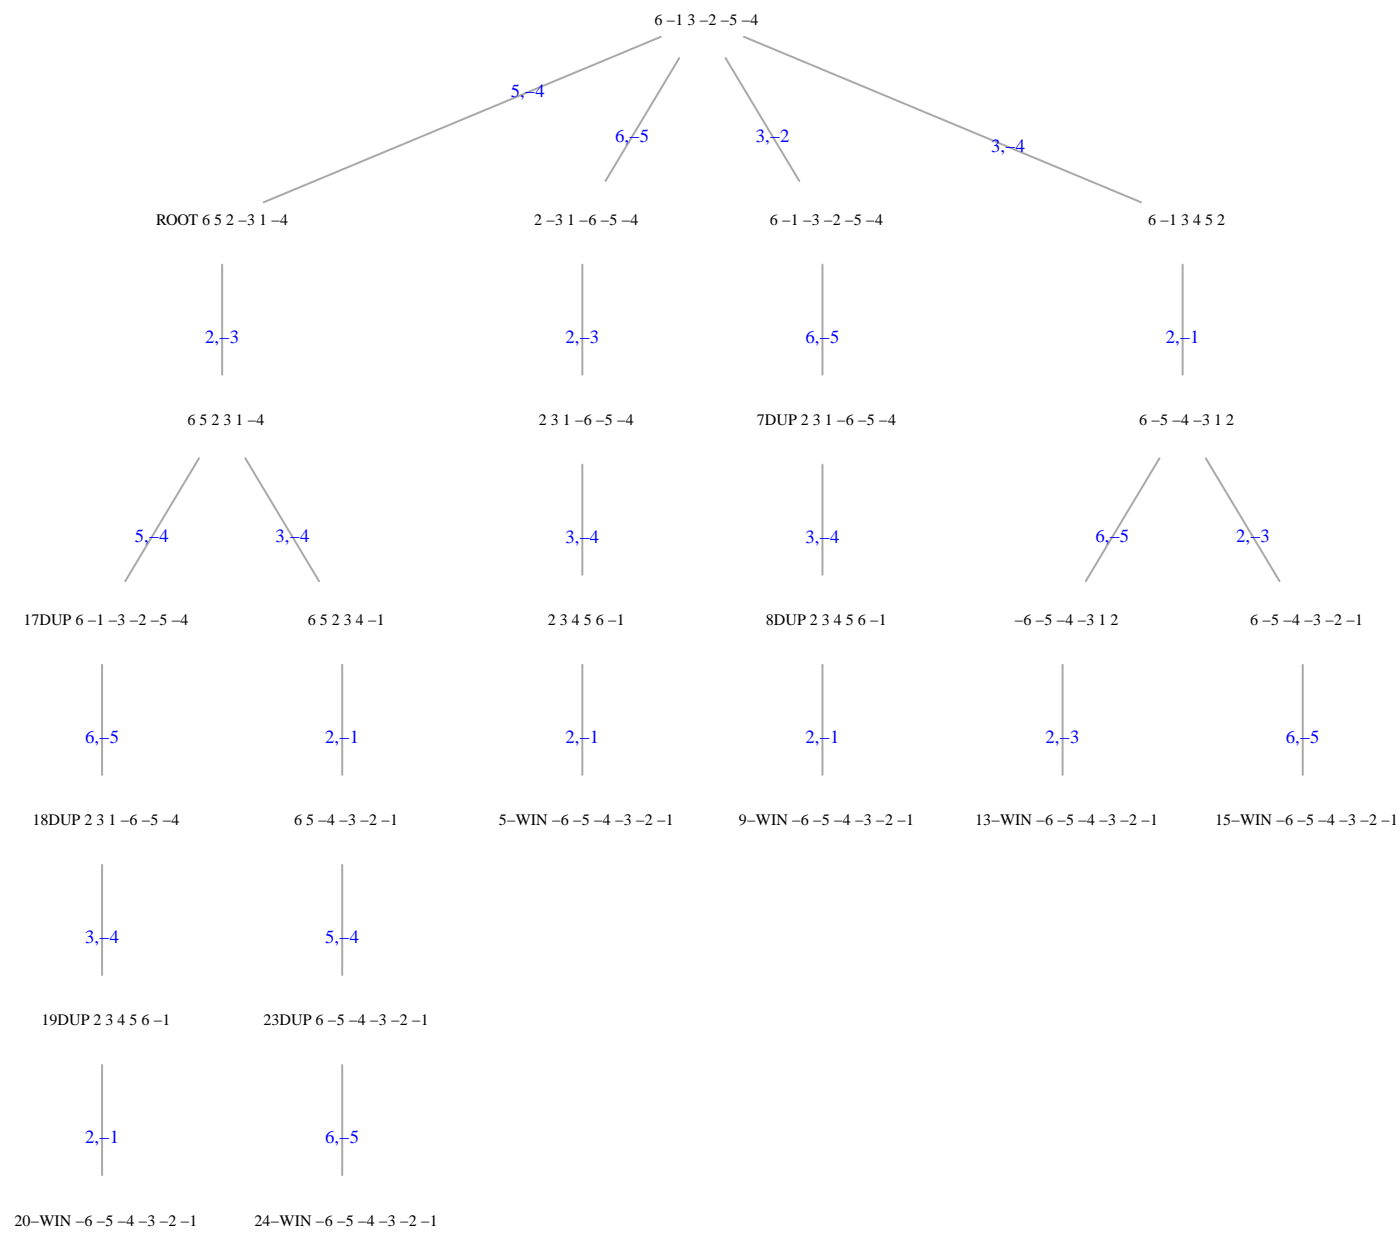 6 –1 3 –2 –5 –4
5,–4
6,–5
3,–2
3,–4
ROOT 6 5 2 –3 1 –4
2 –3 1 –6 –5 –4
6 –1 –3 –2 –5 –4
6 –1 3 4 5 2
2,–3
2,–3
6,–5
2,–1
6 5 2 3 1 –4
2 3 1 –6 –5 –4
7DUP 2 3 1 –6 –5 –4
6 –5 –4 –3 1 2
5,–4
3,–4
3,–4
3,–4
6,–5
2,–3
17DUP 6 –1 –3 –2 –5 –4
6 5 2 3 4 –1
2 3 4 5 6 –1
8DUP 2 3 4 5 6 –1
–6 –5 –4 –3 1 2
6 –5 –4 –3 –2 –1
6,–5
2,–1
2,–1
2,–1
2,–3
6,–5
18DUP 2 3 1 –6 –5 –4
6 5 –4 –3 –2 –1
5–WIN –6 –5 –4 –3 –2 –1
9–WIN –6 –5 –4 –3 –2 –1
13–WIN –6 –5 –4 –3 –2 –1
15–WIN –6 –5 –4 –3 –2 –1
3,–4
5,–4
19DUP 2 3 4 5 6 –1
23DUP 6 –5 –4 –3 –2 –1
2,–1
6,–5
20–WIN –6 –5 –4 –3 –2 –1
24–WIN –6 –5 –4 –3 –2 –1